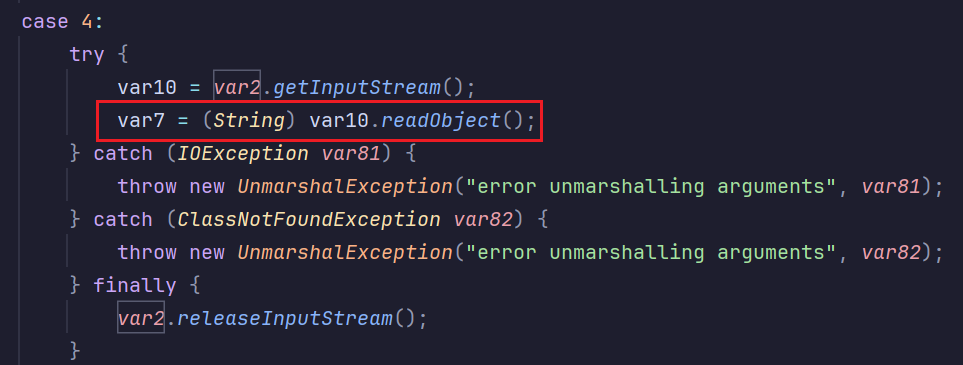 case 4:
try {
var10 = var2.getInputStream();
var7 = (String) var10.readObject();
} catch (IOException var81) {
throw new UnmarshalException("error unmarshalling arguments", var81);
} catch (ClassNotFoundException var82) {
throw new UnmarshalException("error unmarshalling arguments", var82);
} finally {
var2.releaseInputStream();
}